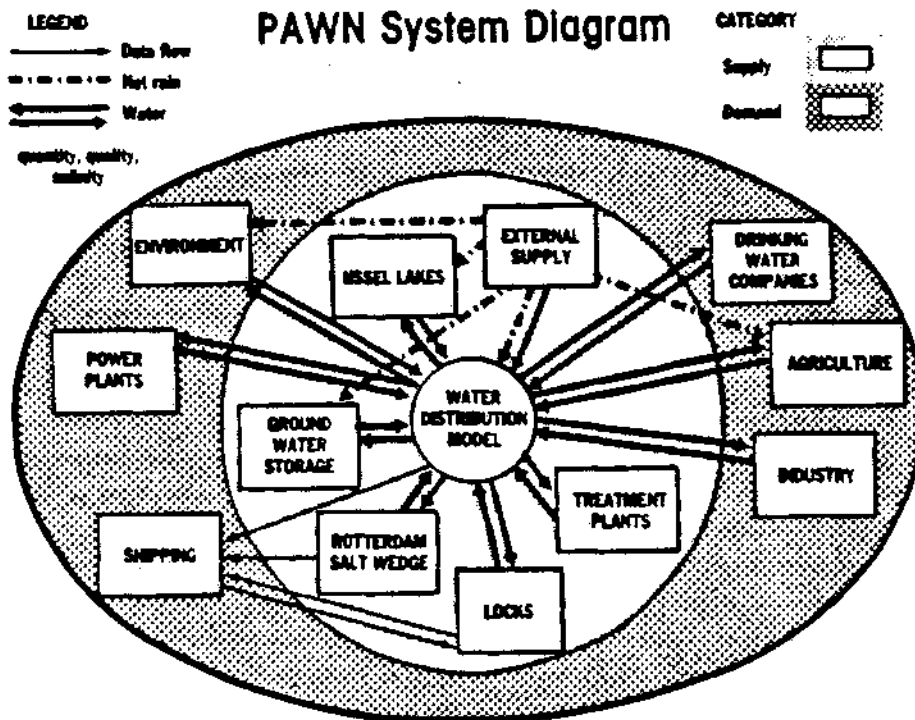 LEGEND
PAWN System Diagram
CATEGORY
Data flow
Net rain
Water
quantity, quality,
salinity
Supply
Demand
ENVIRONMENT
IJSSEL LAKES
EXTERNAL
SUPPLY
DRINKING
WATER
COMPANIES
POWER
PLANTS
WATER
DISTRIBUTION
MODEL
AGRICULTURE
GROUND
WATER
STORAGE
INDUSTRY
TREATMENT
PLANTS
SHIPPING
ROTTERDAM
SALT WEDGE
LOCKS